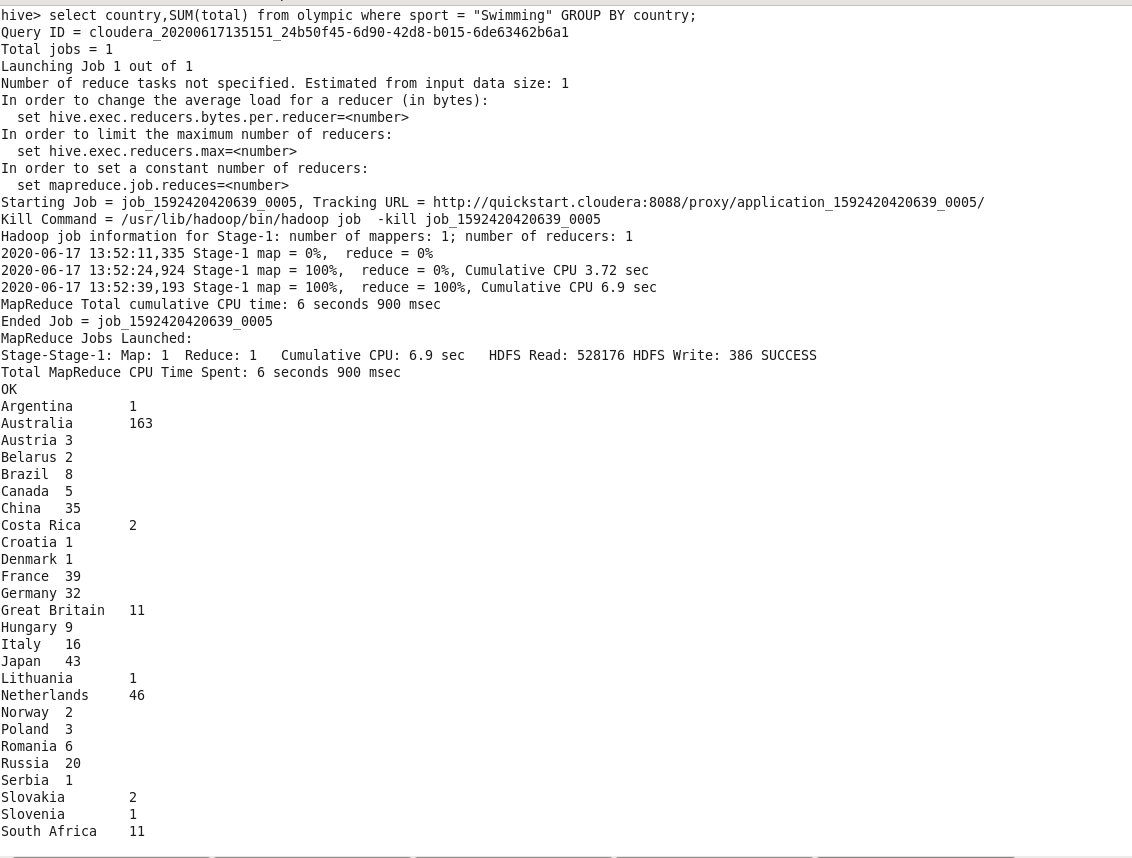 hive> select country,SUM(total) from olympic where sport = "Swimming" GROUP BY country;
Query ID = cloudera_20200617135151_24b50f45-6d90-42d8-b015-6de63462b6a1
Total jobs = 1
Launching Job 1 out of 1
Number of reduce tasks not specified. Estimated from input data size: 1
In order to change the average load for a reducer (in bytes):
  set hive.exec.reducers.bytes.per.reducer=<number>
In order to limit the maximum number of reducers:
  set hive.exec.reducers.max=<number>
In order to set a constant number of reducers:
  set mapreduce.job.reduces=<number>
Starting Job = job_1592420420639_0005, Tracking URL = http://quickstart.cloudera:8088/proxy/application_1592420420639_0005/
Kill Command = /usr/lib/hadoop/bin/hadoop job  -kill job_1592420420639_0005
Hadoop job information for Stage-1: number of mappers: 1; number of reducers: 1
2020-06-17 13:52:11,335 Stage-1 map = 0%,  reduce = 0%
2020-06-17 13:52:24,924 Stage-1 map = 100%,  reduce = 0%, Cumulative CPU 3.72 sec
2020-06-17 13:52:39,193 Stage-1 map = 100%,  reduce = 100%, Cumulative CPU 6.9 sec
MapReduce Total cumulative CPU time: 6 seconds 900 msec
Ended Job = job_1592420420639_0005
MapReduce Jobs Launched:
Stage-Stage-1: Map: 1  Reduce: 1   Cumulative CPU: 6.9 sec   HDFS Read: 528176 HDFS Write: 386 SUCCESS
Total MapReduce CPU Time Spent: 6 seconds 900 msec
OK
Argentina	1
Australia	163
Austria	3
Belarus	2
Brazil	8
Canada	5
China	35
Costa Rica	2
Croatia	1
Denmark	1
France	39
Germany	32
Great Britain	11
Hungary	9
Italy	16
Japan	43
Lithuania	1
Netherlands	46
Norway	2
Poland	3
Romania	6
Russia	20
Serbia	1
Slovakia	2
Slovenia	1
South Africa	11